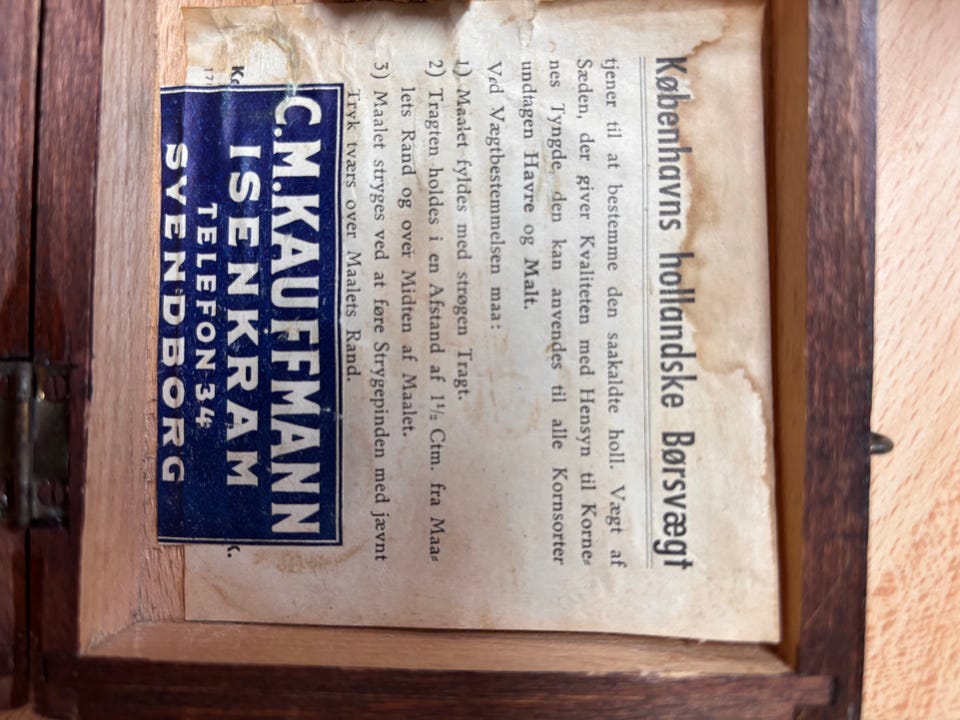 Københavns hollandske Børsvægt
tjener til at bestemme den saakaldte holl. Vægt af
Sæden, der giver Kvaliteten med Hensyn til Korne=
nes Tyngde, den kan anvendes til alle Kornsorter
undtagen Havre og Malt.
Ved Vægtbestemmelsen maa:
1) Maalet fyldes med strøgen Tragt.
2) Tragten holdes i en Afstand af 1½ Ctm. fra Maa=
lets Rand og over Midten af Maalet.
3) Maalet stryges ved at føre Strygepinden med jævnt
Tryk tværs over Maalets Rand.
C.M.KAUFFMANN
ISENKRAM
TELEFON 34
SVENDBORG